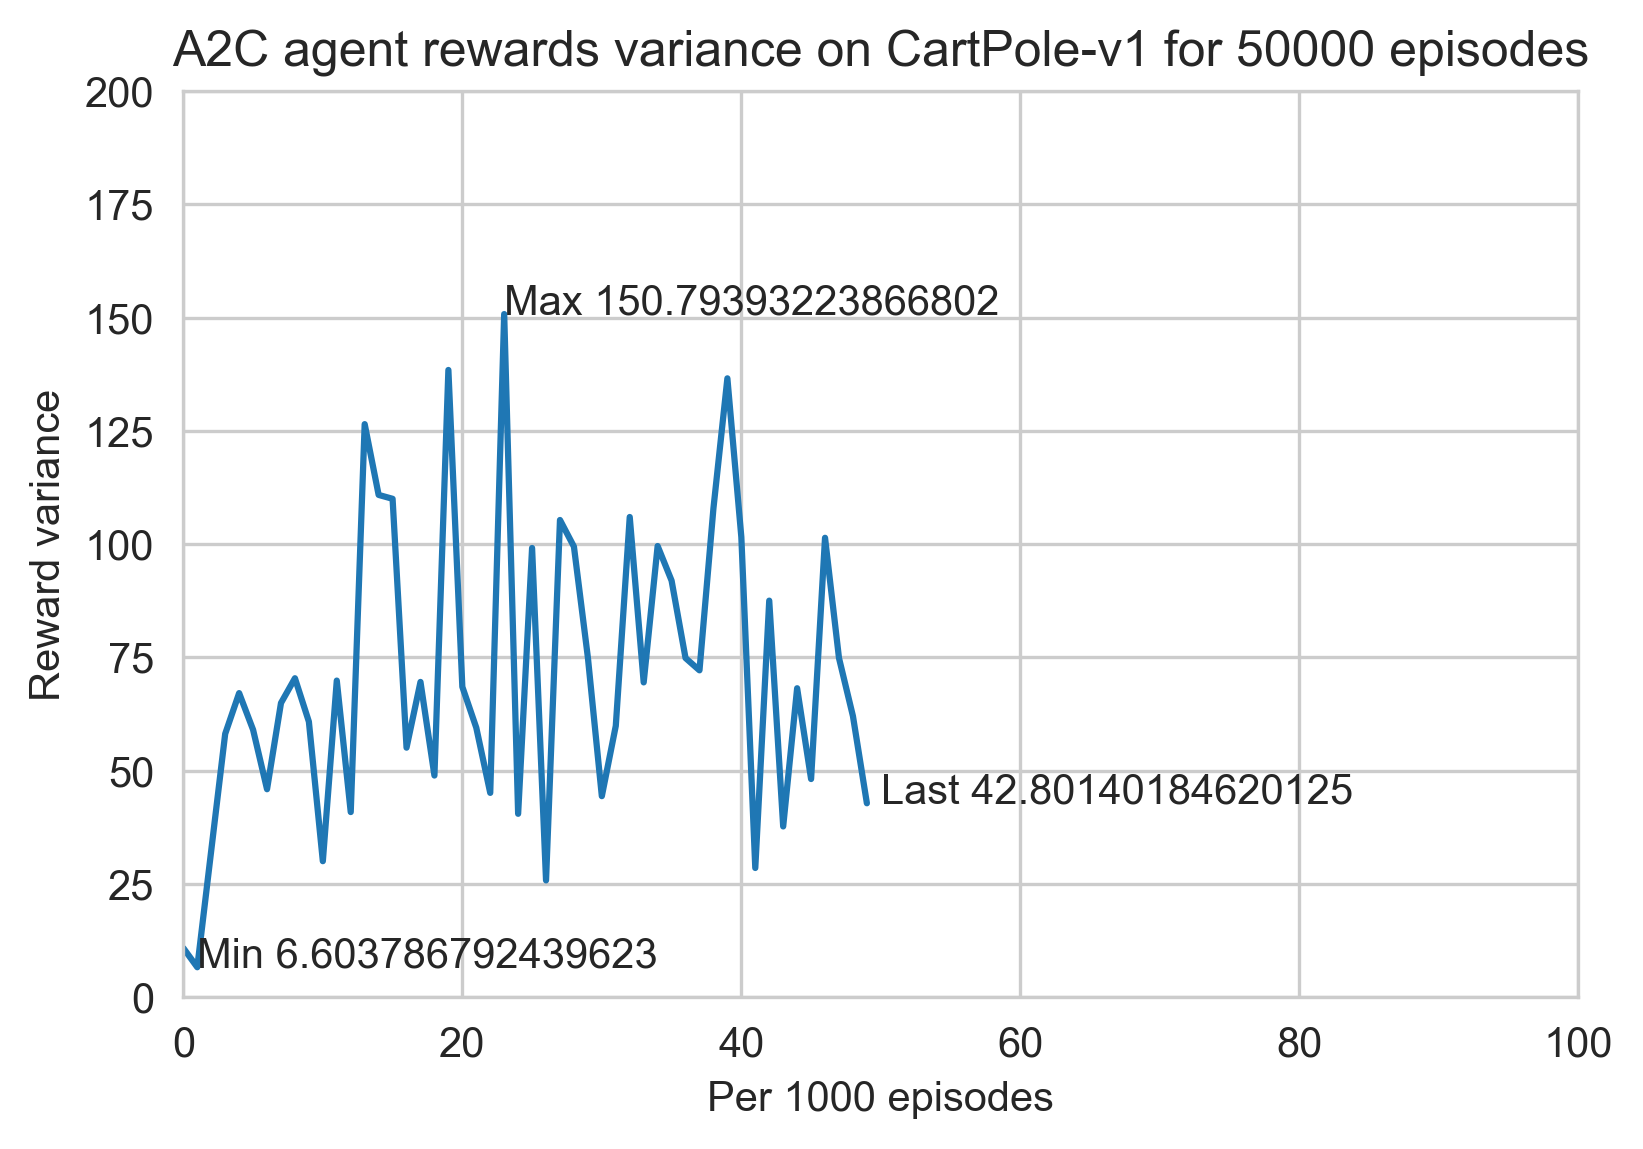 A2C agent rewards variance on CartPole-v1 for 50000 episodes
200
175
150
125
100
75
50
25
0
Reward variance
Max 150.79393223866802
Last 42.80140184620125
Min 6.603786792439623
0 20 40 60 80 100
Per 1000 episodes